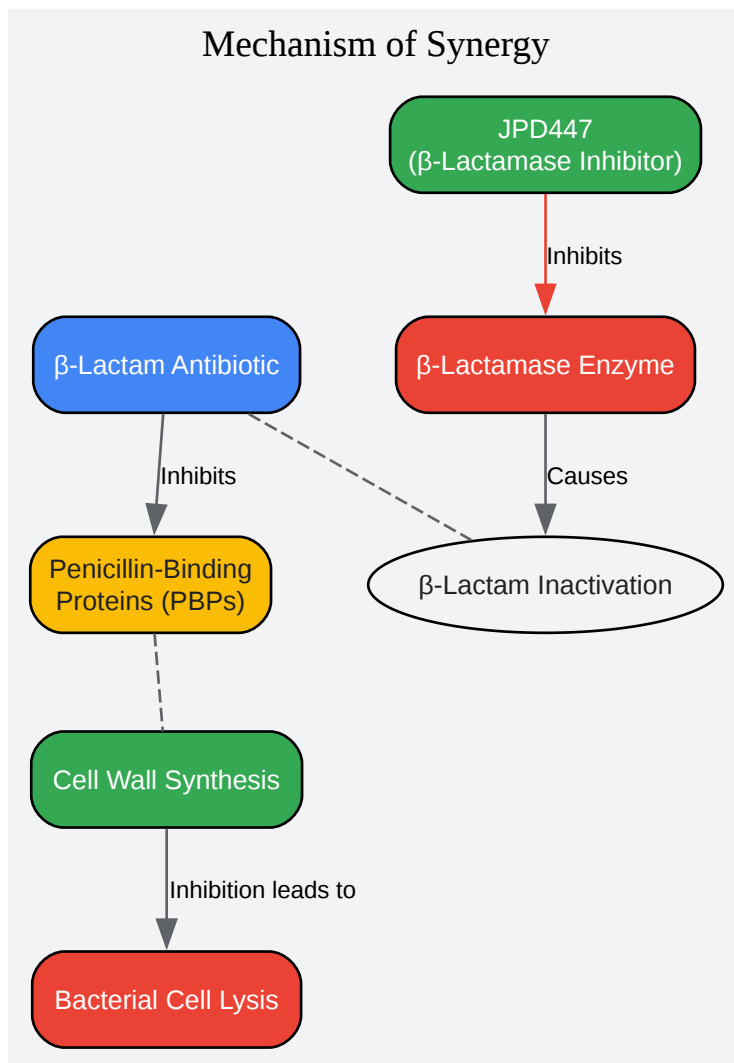 Mechanism of Synergy
JPD447
(β-Lactamase Inhibitor)
Inhibits
β-Lactam Antibiotic
β-Lactamase Enzyme
Inhibits
Causes
Penicillin-Binding
Proteins (PBPs)
β-Lactam Inactivation
Cell Wall Synthesis
Inhibition leads to
Bacterial Cell Lysis